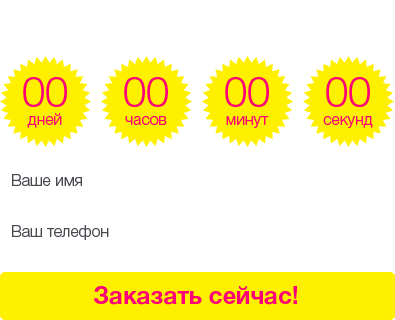 00 00 00 00
дней часов минут секунд
Ваше имя
Ваш телефон
Заказать сейчас!